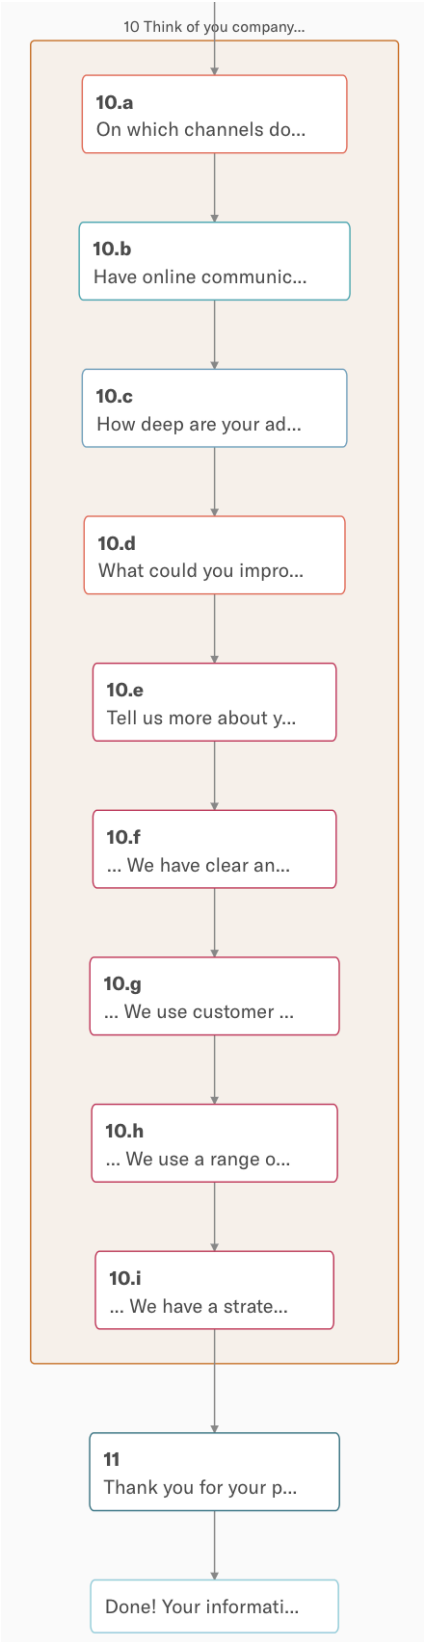 10 Think of you company...
10.a
On which channels do...
10.b
Have online communic...
10.c
How deep are your ad...
10.d
What could you impro...
10.e
Tell us more about y...
10.f
... We have clear an...
10.g
... We use customer ...
10.h
... We use a range o...
10.i
... We have a strate...
11
Thank you for your p...
Done! Your informati...